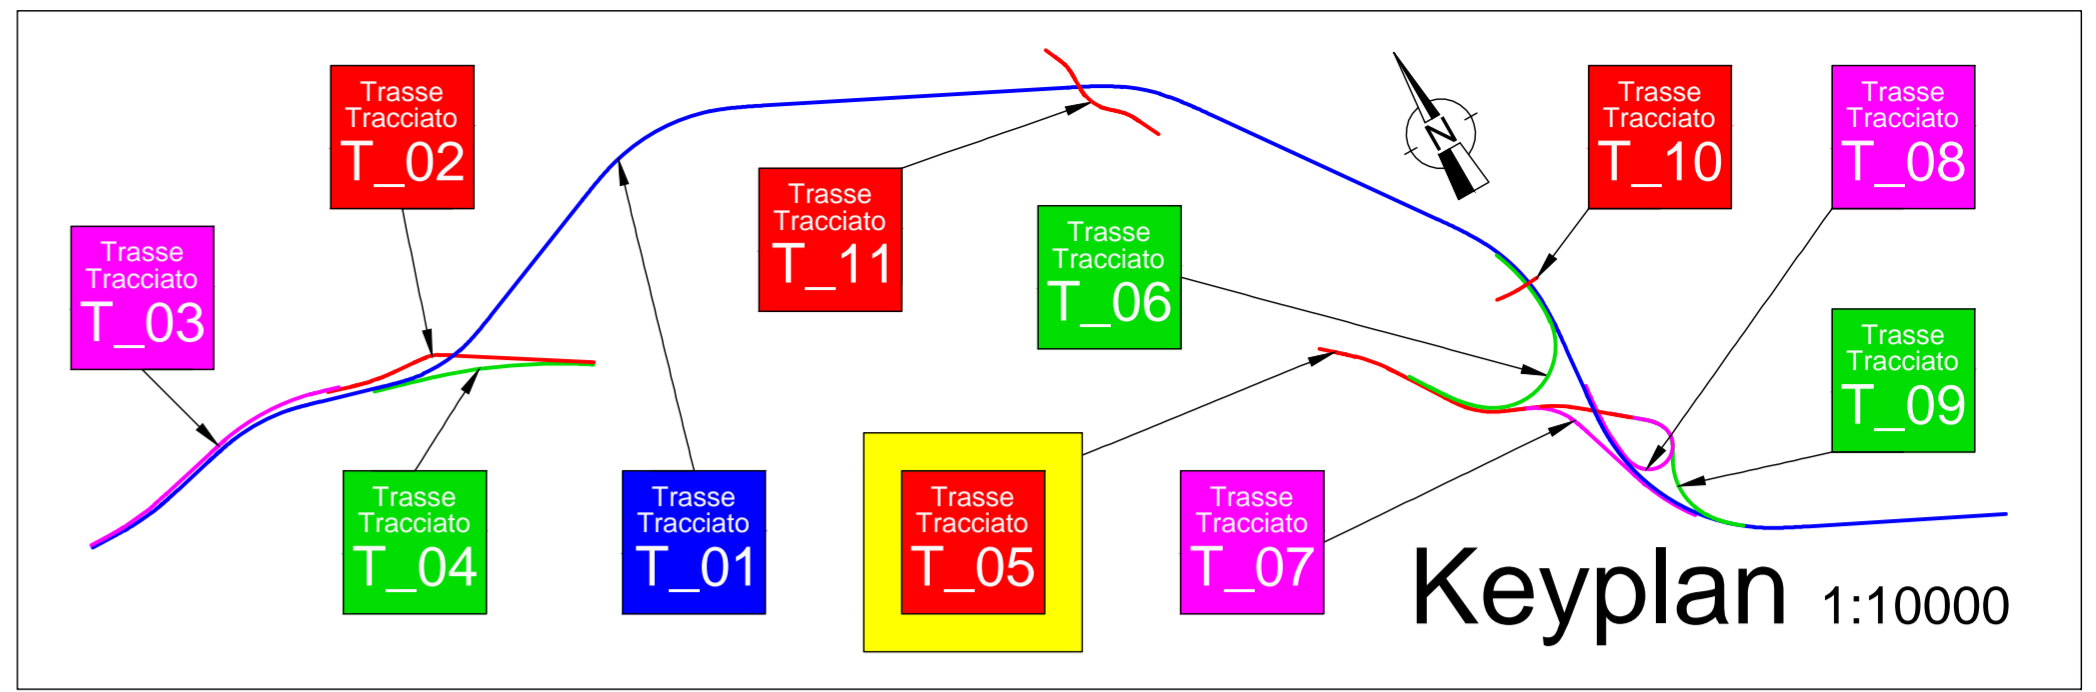 Trasse
Tracciato
T_02
Trasse
Tracciato
T_10
Trasse
Tracciato
T_08
Trasse
Tracciato
T_11
Trasse
Tracciato
T_03
Trasse
Tracciato
T_06
N
Trasse
Tracciato
T_09
Trasse
Tracciato
T_04
Trasse
Tracciato
T_01
Trasse
Tracciato
T_05
Trasse
Tracciato
T_07
Keyplan 1:10000